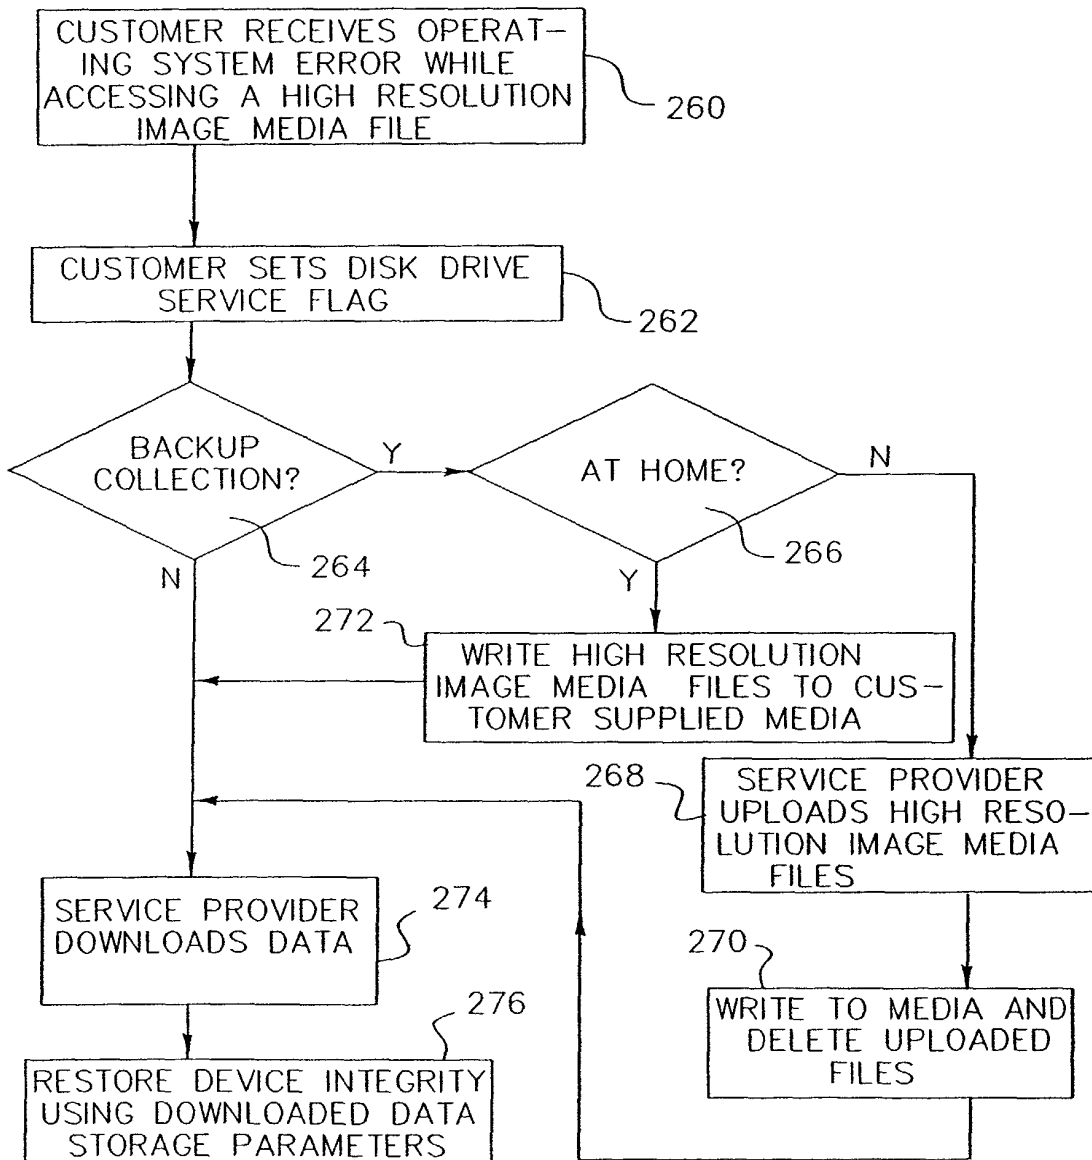 CUSTOMER RECEIVES OPERAT-
ING SYSTEM ERROR WHILE
ACCESSING A HIGH RESOLUTION
IMAGE MEDIA FILE
260
CUSTOMER SETS DISK DRIVE
SERVICE FLAG
262
BACKUP
COLLECTION?
264
Y
N
AT HOME?
266
N
Y
272
WRITE HIGH RESOLUTION
IMAGE MEDIA FILES TO CUS-
TOMER SUPPLIED MEDIA
268
SERVICE PROVIDER
UPLOADS HIGH RESO-
LUTION IMAGE MEDIA
FILES
270
WRITE TO MEDIA AND
DELETE UPLOADED
FILES
SERVICE PROVIDER
DOWNLOADS DATA
274
276
RESTORE DEVICE INTEGRITY
USING DOWNLOADED DATA
STORAGE PARAMETERS